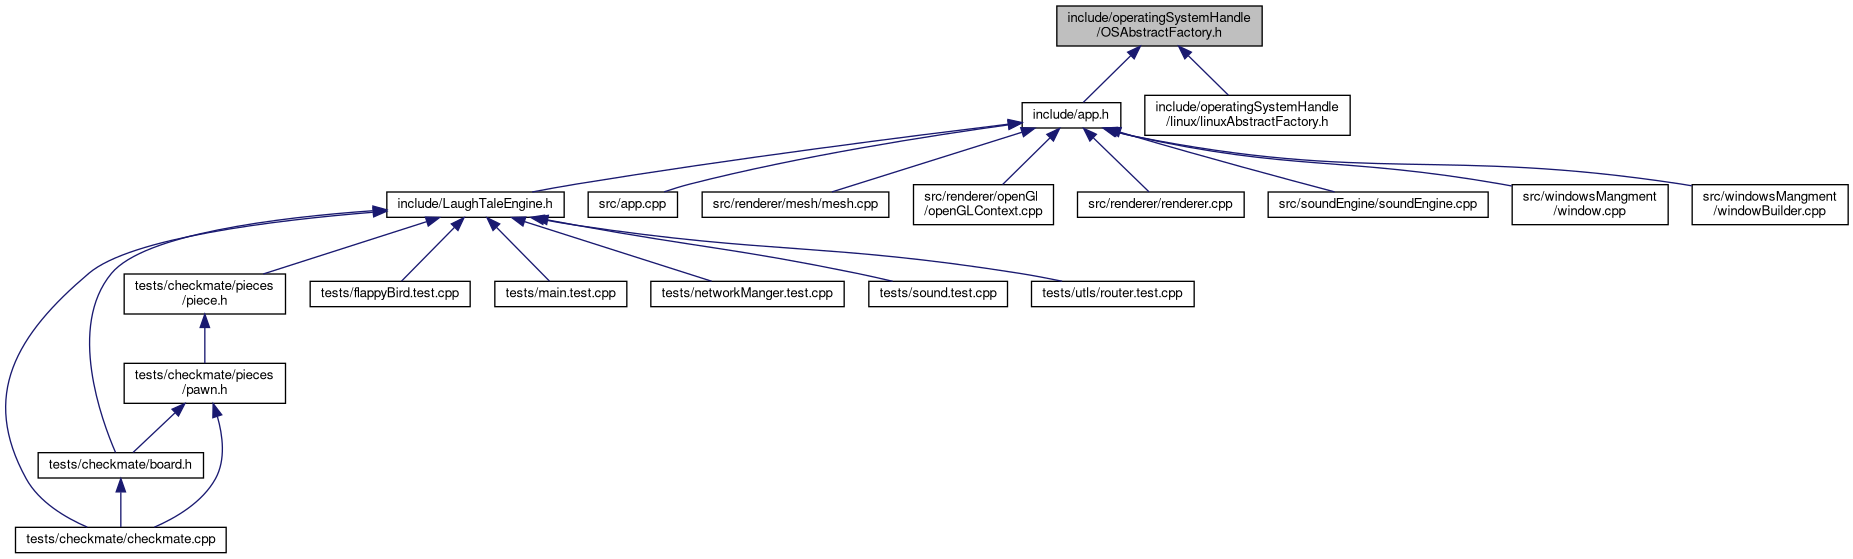 include/operatingSystemHandle
/OSAbstractFactory.h
include/app.h
include/operatingSystemHandle
/linux/linuxAbstractFactory.h
include/LaughTaleEngine.h
src/app.cpp
src/renderer/mesh/mesh.cpp
src/renderer/openGl
/openGLContext.cpp
src/renderer/renderer.cpp
src/soundEngine/soundEngine.cpp
src/windowsMangment
/window.cpp
src/windowsMangment
/windowBuilder.cpp
tests/checkmate/pieces
/piece.h
tests/flappyBird.test.cpp
tests/main.test.cpp
tests/networkManger.test.cpp
tests/sound.test.cpp
tests/utls/router.test.cpp
tests/checkmate/pieces
/pawn.h
tests/checkmate/board.h
tests/checkmate/checkmate.cpp